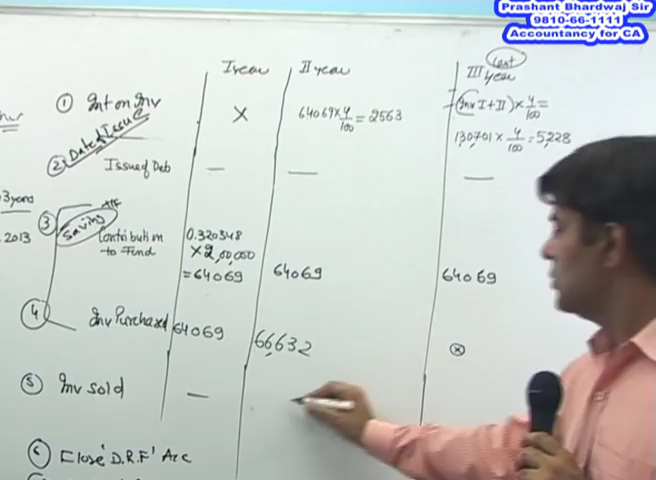 Prashant Bhardwaj Sir
9810-66-1111
Accountancy for CA
I year
II year
Last
III year
① Int on Inv
×
64069 × 4/100 = 2563
(Inv I + II) × 4/100 =
130701 × 4/100 = 5,228
Date of Issue
② Issue of Deb
—
—
—
3 years
2013
③ Saving
Contribution to Fund
0.320348
× 2,00,000
= 64069
64069
64069
④ Inv Purchased
64069
66632
⊗
⑤ Inv sold
—
⑥ Close 'D.R.F' A/c